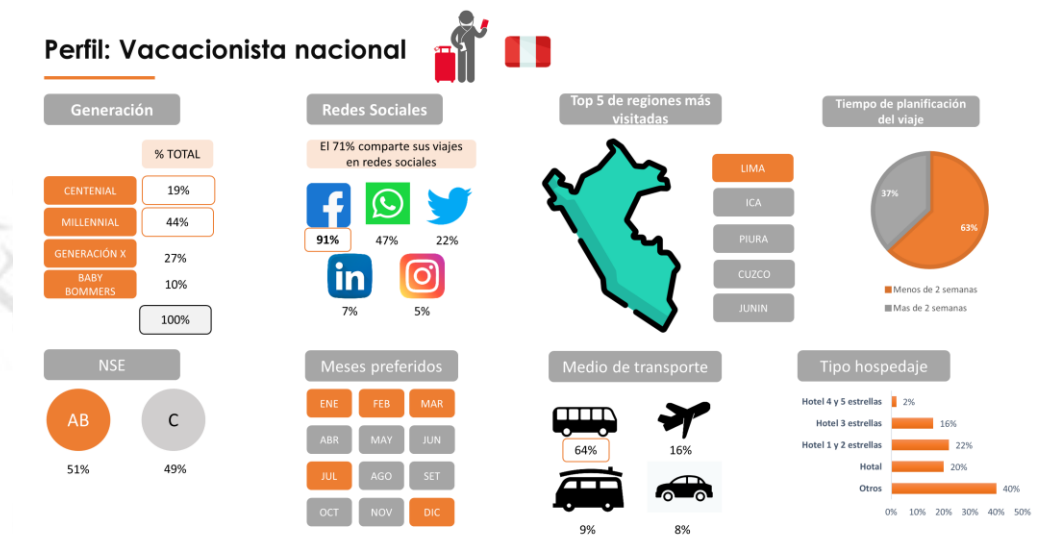 Perfil: Vacacionista nacional
Generación
% TOTAL
CENTENIAL 19%
MILLENNIAL 44%
GENERACIÓN X 27%
BABY
BOMMERS 10%
100%
Redes Sociales
El 71% comparte sus viajes
en redes sociales
91% 47% 22%
in
7% 5%
Top 5 de regiones más
visitadas
LIMA
ICA
PIURA
CUZCO
JUNIN
Tiempo de planificación
del viaje
37%
63%
Menos de 2 semanas
Mas de 2 semanas
NSE
AB C
51% 49%
Meses preferidos
ENE FEB MAR
ABR MAY JUN
JUL AGO SET
OCT NOV DIC
Medio de transporte
64% 16%
9% 8%
Tipo hospedaje
Hotel 4 y 5 estrellas 2%
Hotel 3 estrellas 16%
Hotel 1 y 2 estrellas 22%
Hotal 20%
Otros 40%
0% 10% 20% 30% 40% 50%